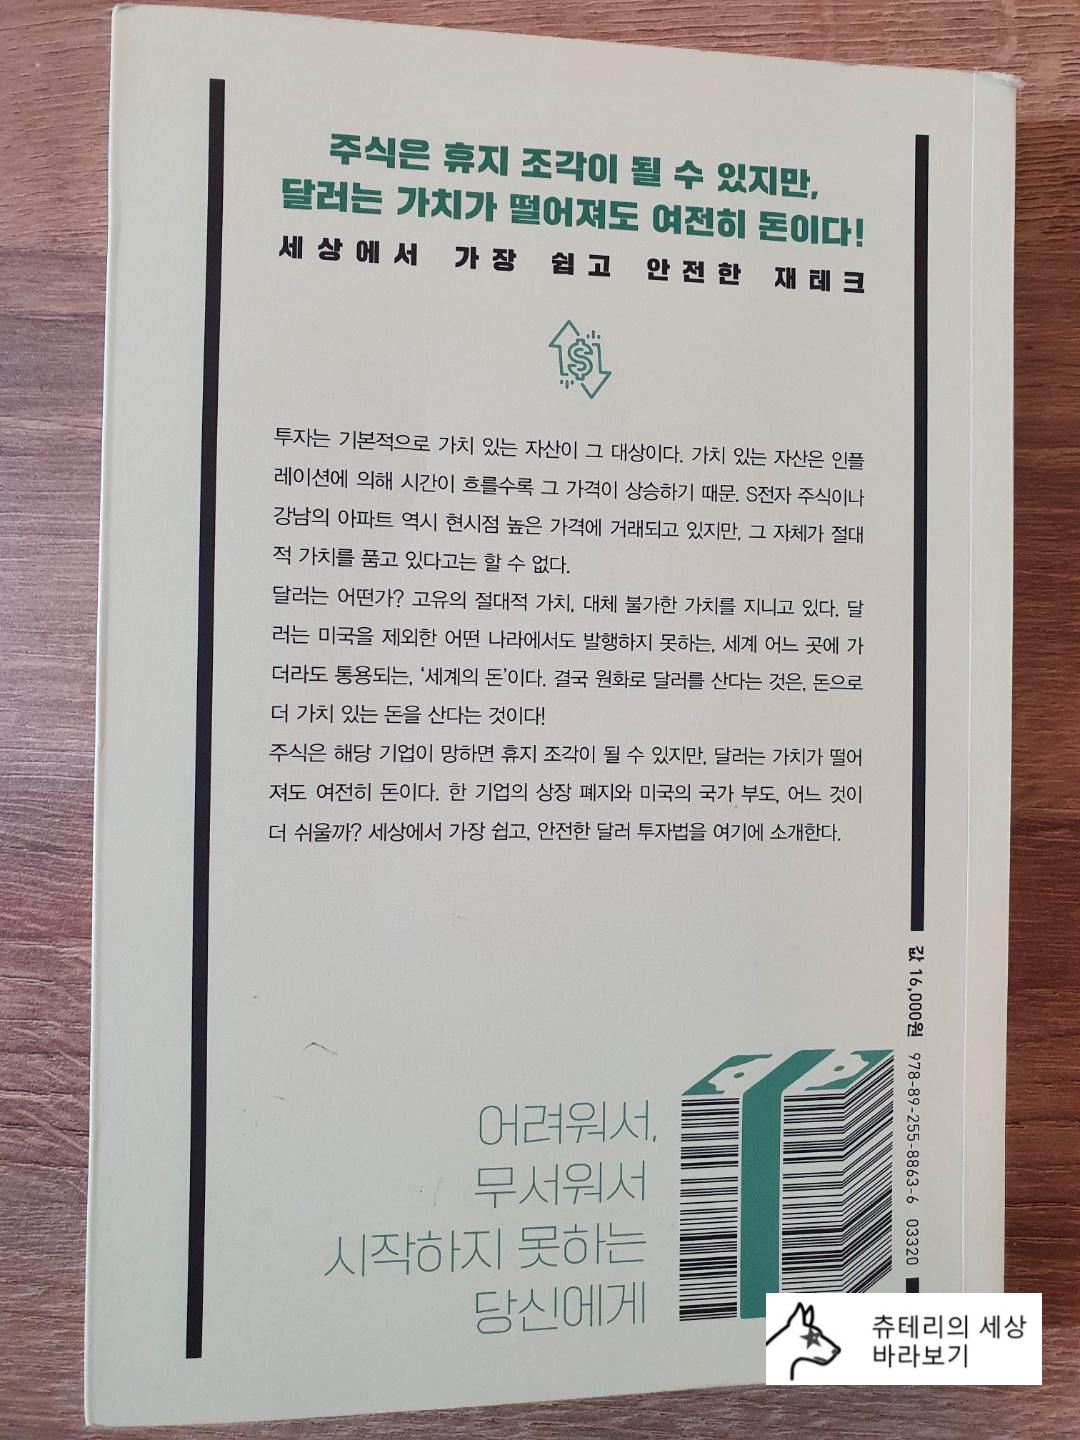 주식은 휴지 조각이 될 수 있지만,
달러는 가치가 떨어져도 여전히 돈이다!
세상에서 가장 쉽고 안전한 재테크
$
투자는 기본적으로 가치 있는 자산이 그 대상이다. 가치 있는 자산은 인플
레이션에 의해 시간이 흐를수록 그 가격이 상승하기 때문. S전자 주식이나
강남의 아파트 역시 현시점 높은 가격에 거래되고 있지만, 그 자체가 절대
적 가치를 품고 있다고는 할 수 없다.
달러는 어떤가? 고유의 절대적 가치, 대체 불가한 가치를 지니고 있다. 달
러는 미국을 제외한 어떤 나라에서도 발행하지 못하는, 세계 어느 곳에 가
더라도 통용되는, ‘세계의 돈’이다. 결국 원화로 달러를 산다는 것은, 돈으로
더 가치 있는 돈을 산다는 것이다!
주식은 해당 기업이 망하면 휴지 조각이 될 수 있지만, 달러는 가치가 떨어
져도 여전히 돈이다. 한 기업의 상장 폐지와 미국의 국가 부도, 어느 것이
더 쉬울까? 세상에서 가장 쉽고, 안전한 달러 투자법을 여기에 소개한다.
값 16,000원 978-89-255-8863-6 03320
어려워서,
무서워서
시작하지 못하는
당신에게
츄테리의 세상
바라보기